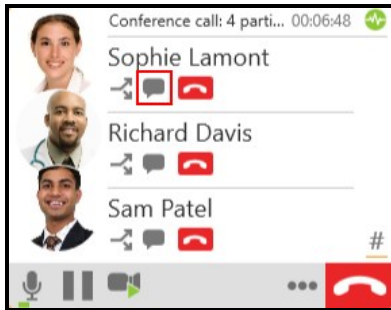 Conference call: 4 parti... 00:06:48
Sophie Lamont
Richard Davis
Sam Patel
#